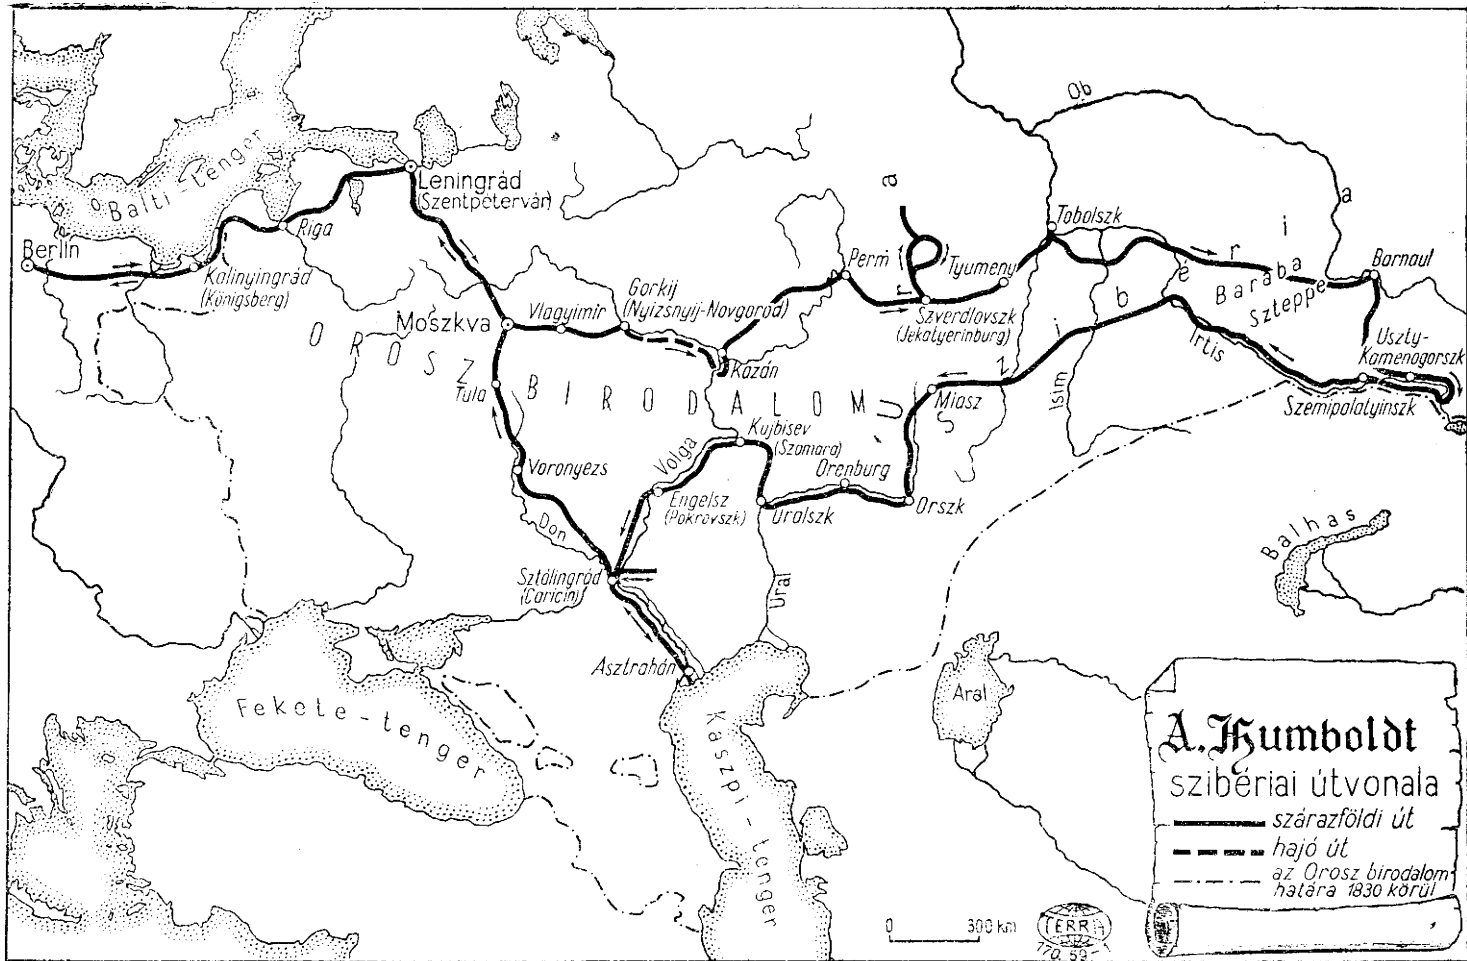 Ob
Balti-tenger
Leningrád
(Szentpétervár)
Riga
Berlin
Kalinyingrád
(Königsberg)
Tobolszk
Perm
Tyumeny
Barnaul
Baraba
Szteppe
Gorkij
(Nyizsnyij-Novgorod)
Vlagyimir
Moszkva
Szverdlovszk
(Jekatyerinburg)
Uszty-
Kamenogorszk
Irtis
Kazán
OROSZ BIRODALOM
Szibéria
Isim
Tula
Miasz
Szemipalatyinszk
Kujbisev
(Szamara)
Volga
Orenburg
Voronyezs
Engelsz
(Pokrovszk)
Uralszk
Orszk
Don
Balhas
Sztálingrád
(Caricin)
Ural
Asztrahán
Aral
Fekete-tenger
Kaszpi-tenger
A. Humboldt
szibériai útvonala
szárazföldi út
hajó út
az Orosz birodalom
határa 1830 körül
0 300 km
TERRA